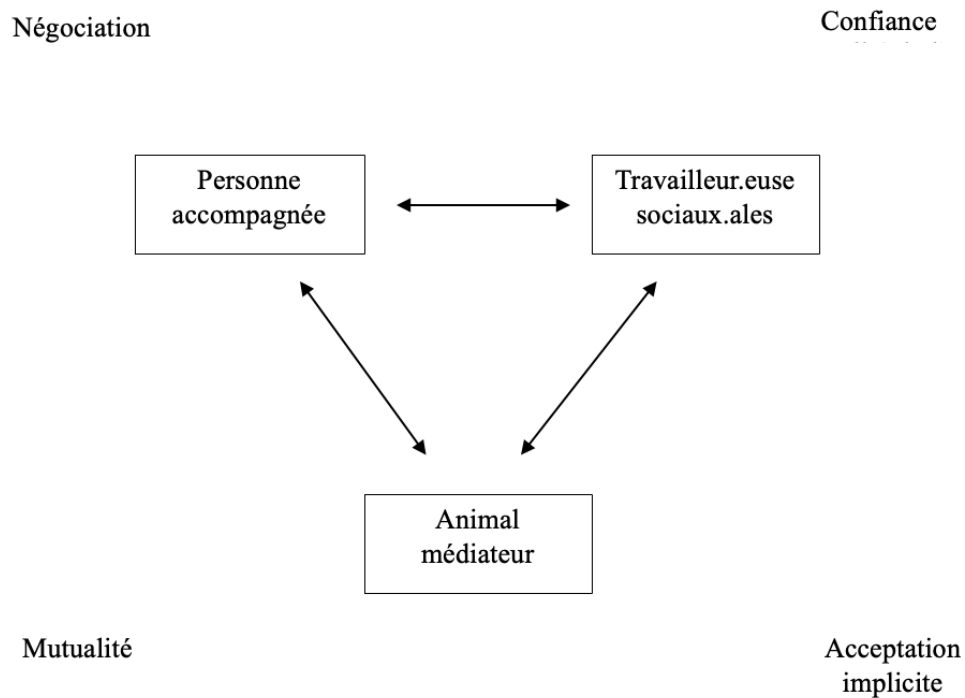 Négociation
Confiance
Personne
accompagnée
Travailleur.euse
sociaux.ales
Animal
médiateur
Mutualité
Acceptation
implicite